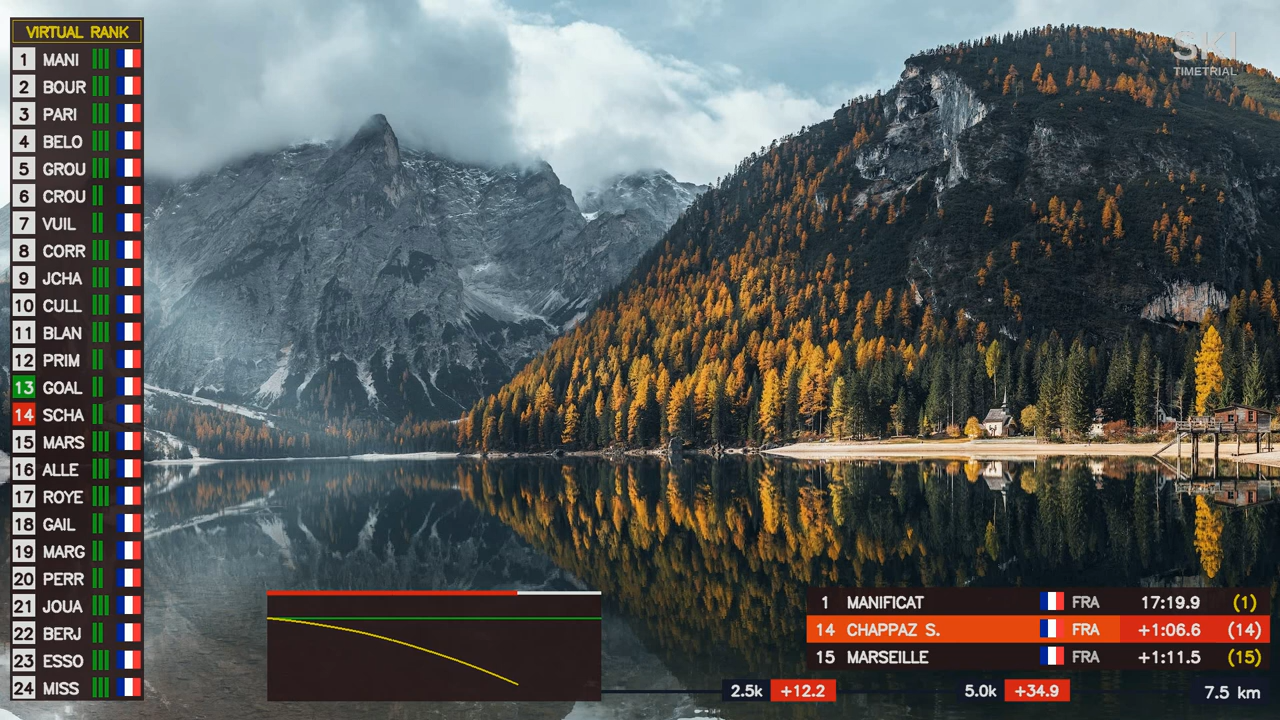 VIRTUAL RANK
1 MANI
2 BOUR
3 PARI
4 BELO
5 GROU
6 CROU
7 VUIL
8 CORR
9 JCHA
10 CULL
11 BLAN
12 PRIM
13 GOAL
14 SCHA
15 MARS
16 ALLE
17 ROYE
18 GAIL
19 MARG
20 PERR
21 JOUA
22 BERJ
23 ESSO
24 MISS
SKI
TIMETRIAL
1 MANIFICAT FRA 17:19.9 (1)
14 CHAPPAZ S. FRA +1:06.6 (14)
15 MARSEILLE FRA +1:11.5 (15)
2.5k +12.2 5.0k +34.9 7.5 km